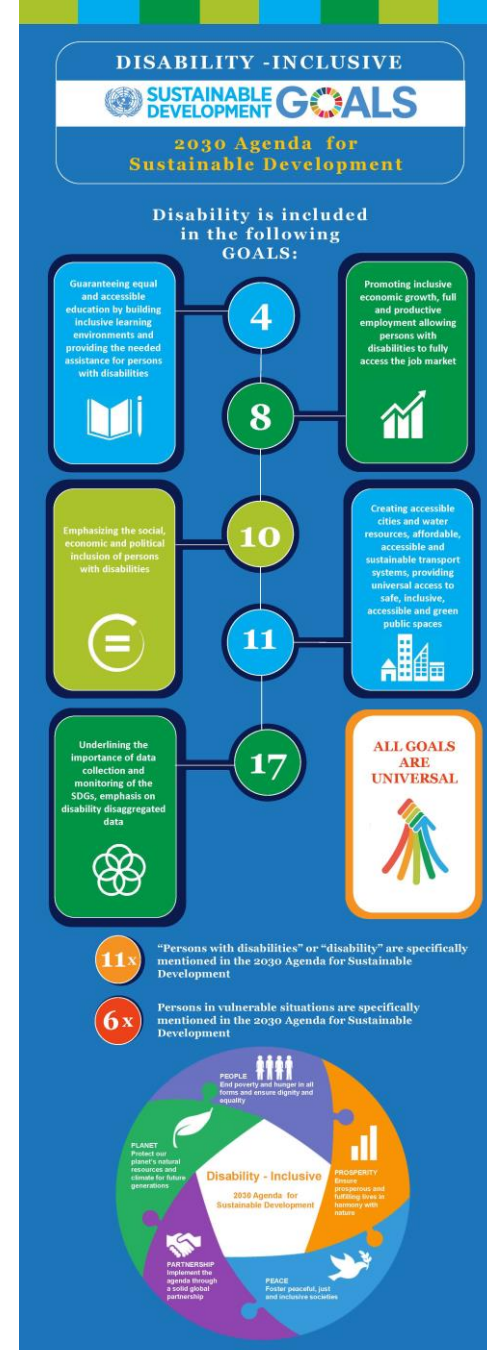 DISABILITY -INCLUSIVE
SUSTAINABLE
DEVELOPMENT
GOALS
2030 Agenda for
Sustainable Development
Disability is included
in the following
GOALS:
Guaranteeing equal
and accessible
education by building
inclusive learning
environments and
providing the needed
assistance for persons
with disabilities
4
Promoting inclusive
economic growth, full
and productive
employment allowing
persons with
disabilities to fully
access the job market
8
Emphasizing the social,
economic and political
inclusion of persons
with disabilities
10
Creating accessible
cities and water
resources, affordable,
accessible and
sustainable transport
systems, providing
universal access to
safe, inclusive,
accessible and green
public spaces
11
Underlining the
importance of data
collection and
monitoring of the
SDGs, emphasis on
disability disaggregated
data
17
ALL GOALS
ARE
UNIVERSAL
11x
“Persons with disabilities” or “disability” are specifically
mentioned in the 2030 Agenda for Sustainable
Development
6x
Persons in vulnerable situations are specifically
mentioned in the 2030 Agenda for Sustainable
Development
PEOPLE
End poverty and hunger in all
forms and ensure dignity and
equality
PLANET
Protect our
planet's natural
resources and
climate for future
generations
Disability - Inclusive
2030 Agenda for
Sustainable Development
PROSPERITY
Ensure
prosperous and
fulfilling lives in
harmony with
nature
PARTNERSHIP
Implement the
agenda through
a solid global
partnership
PEACE
Foster peaceful, just
and inclusive societies